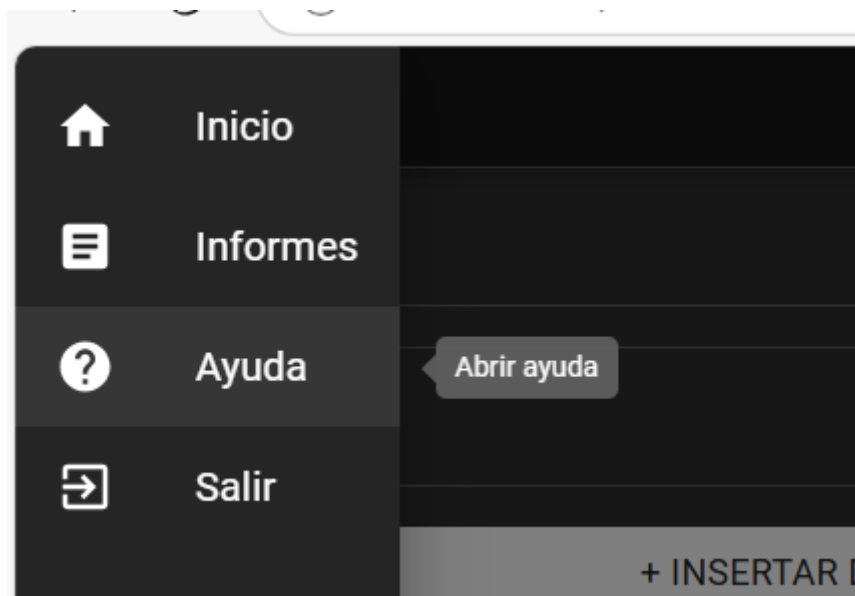 Inicio
Informes
Ayuda
Abrir ayuda
Salir
+ INSERTAR